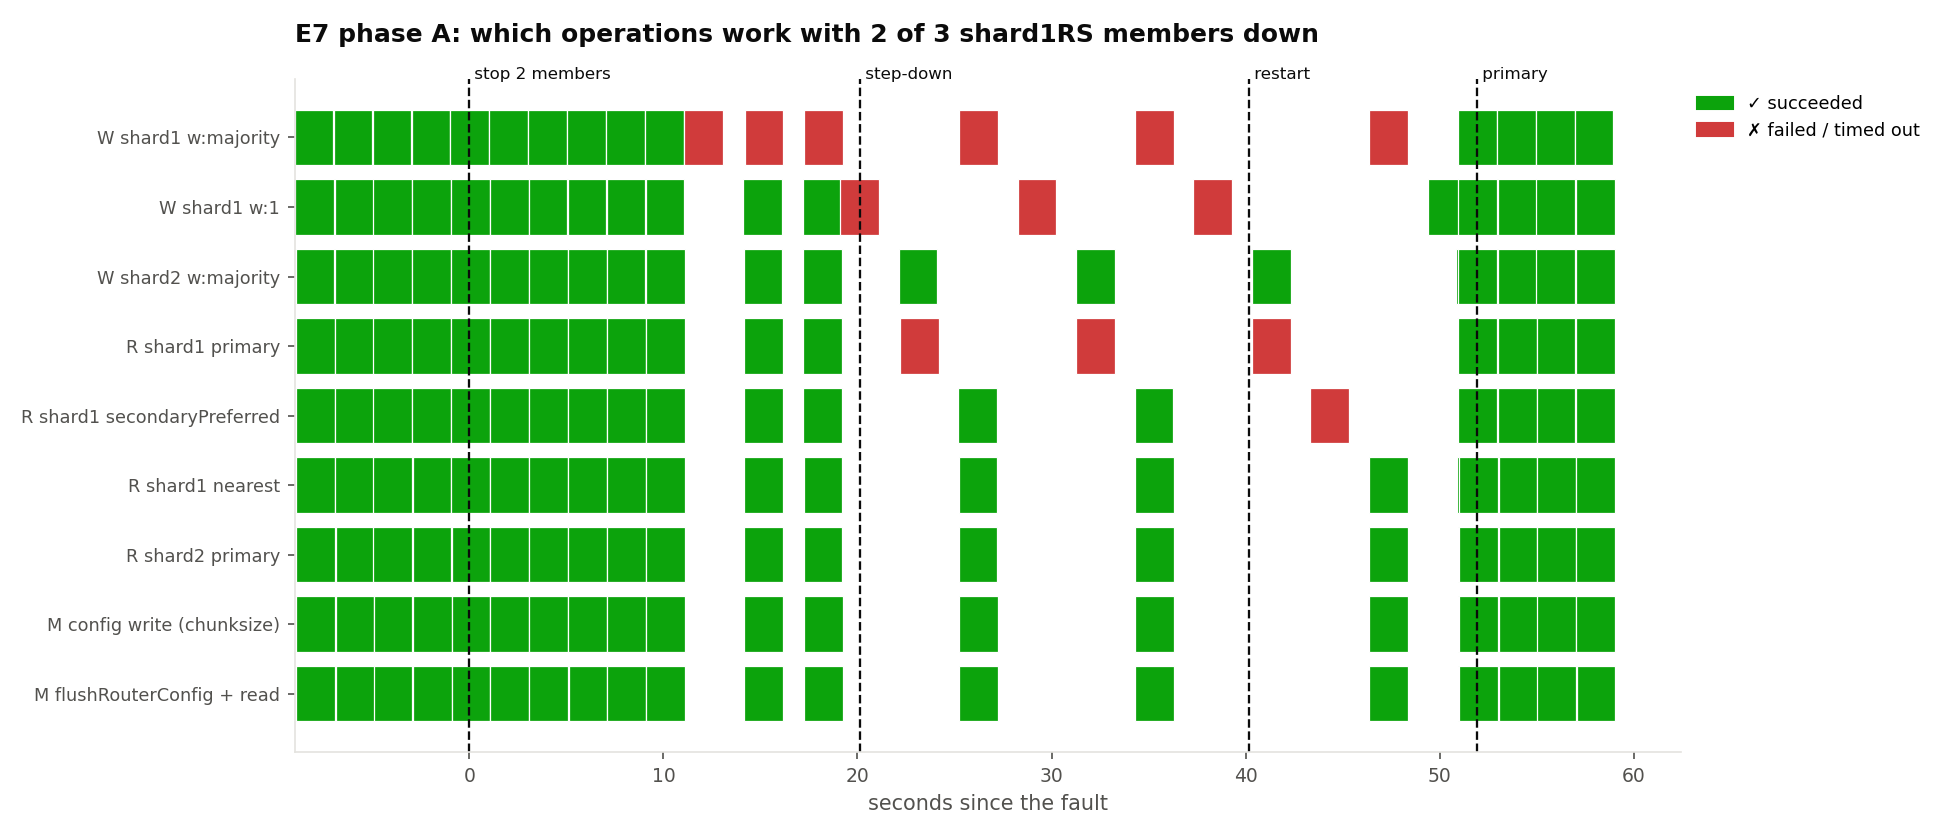 E7 phase A: which operations work with 2 of 3 shard1RS members down
stop 2 members
step-down
restart
primary
✓ succeeded
✗ failed / timed out
W shard1 w:majority
W shard1 w:1
W shard2 w:majority
R shard1 primary
R shard1 secondaryPreferred
R shard1 nearest
R shard2 primary
M config write (chunksize)
M flushRouterConfig + read
0 10 20 30 40 50 60
seconds since the fault